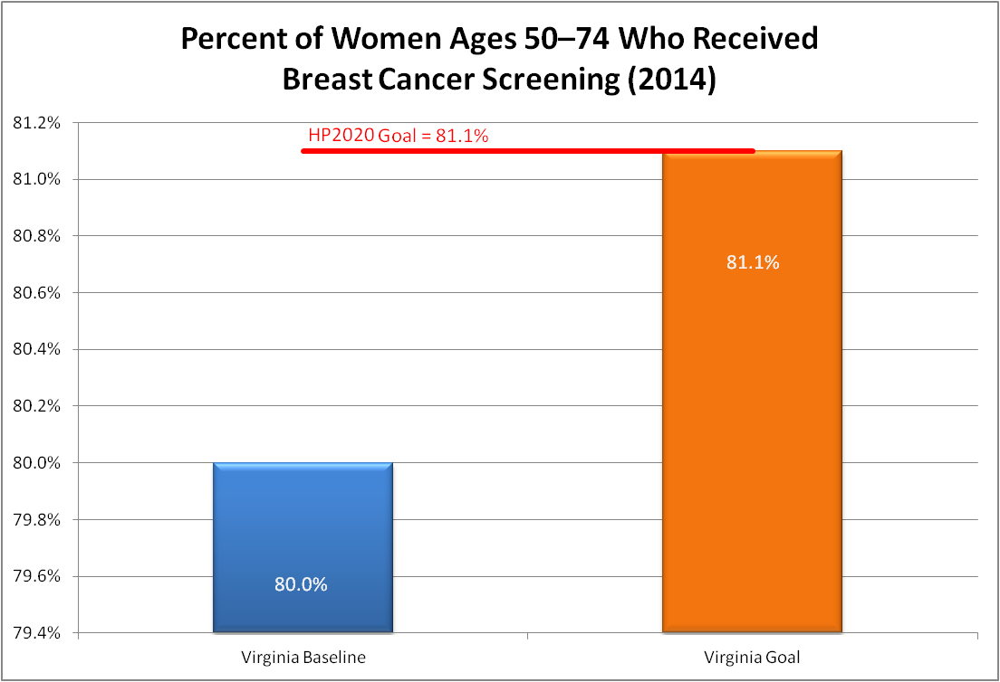 Percent of Women Ages 50–74 Who Received
Breast Cancer Screening (2014)
81.2%
HP2020 Goal = 81.1%
81.0%
80.8%
81.1%
80.6%
80.4%
80.2%
80.0%
79.8%
79.6%
80.0%
79.4%
Virginia Baseline
Virginia Goal